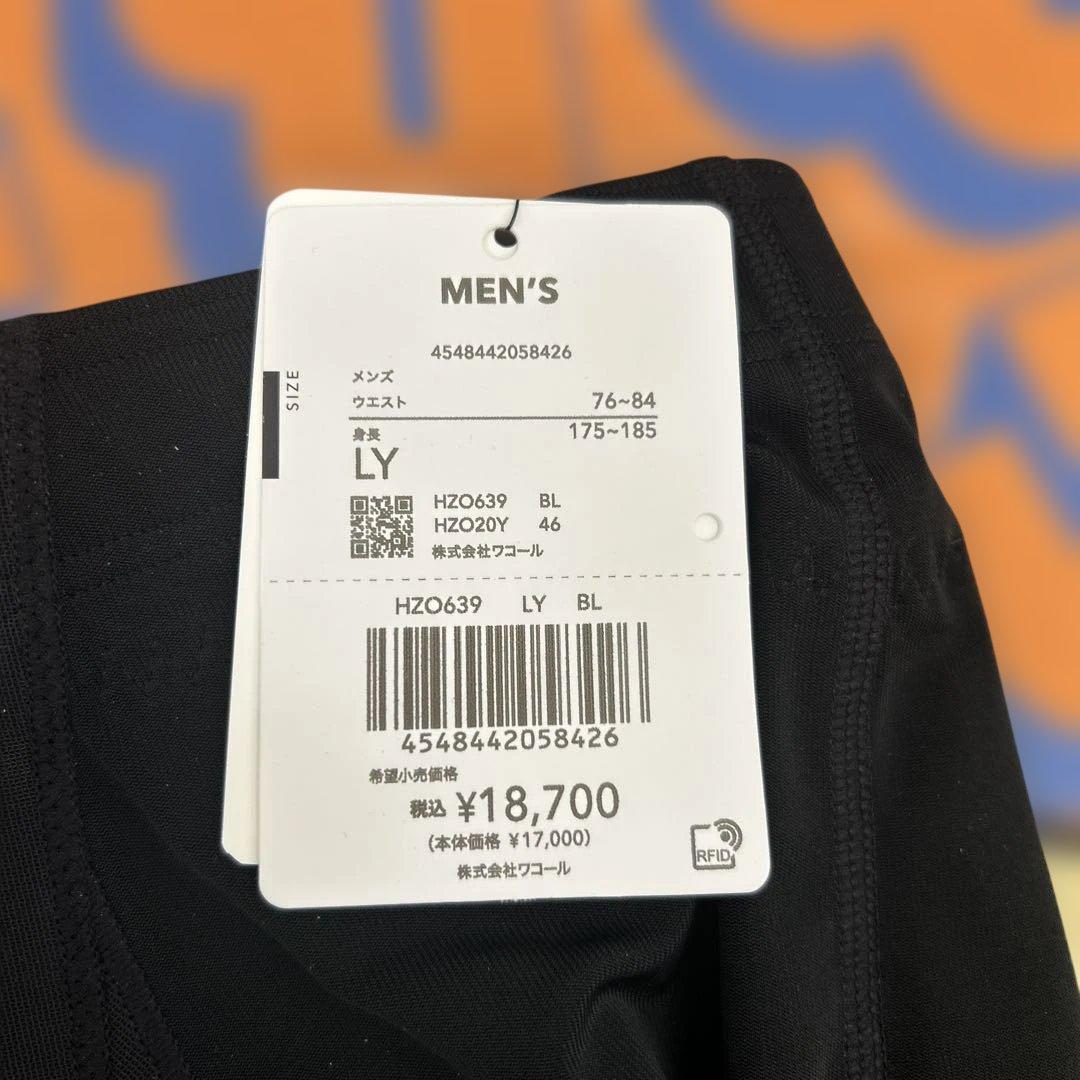 MEN'S
4548442058426
SIZE
メンズ
ウエスト 76~84
身長 175~185
LY
HZO639 BL
HZO20Y 46
株式会社ワコール
HZO639 LY BL
4548442058426
希望小売価格
税込 ¥18,700
(本体価格 ¥17,000)
株式会社ワコール
RFID